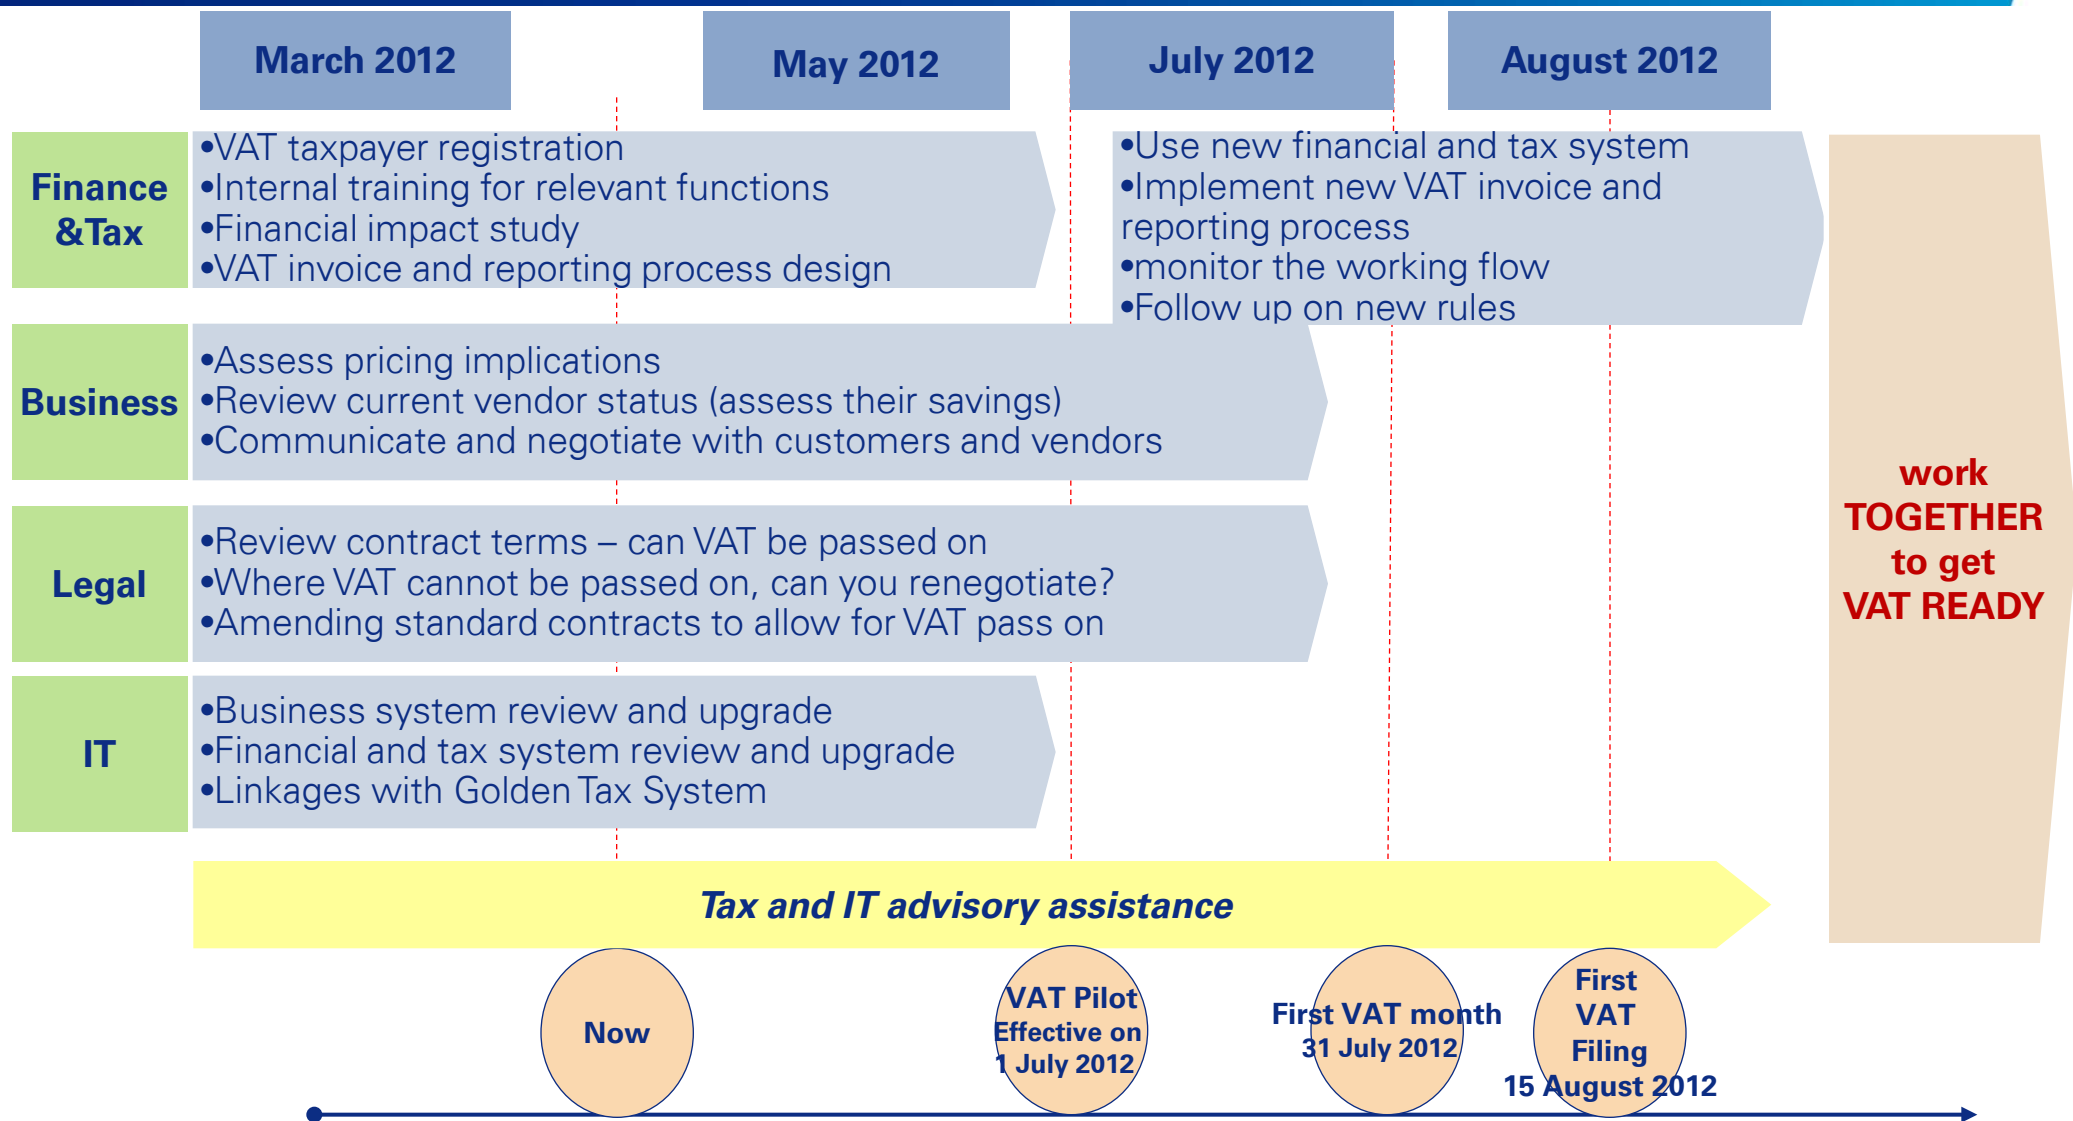 March 2012
May 2012
July 2012
August 2012
Finance
&Tax
•VAT taxpayer registration
•Internal training for relevant functions
•Financial impact study
•VAT invoice and reporting process design
•Use new financial and tax system
•Implement new VAT invoice and
reporting process
•monitor the working flow
•Follow up on new rules
Business
•Assess pricing implications
•Review current vendor status (assess their savings)
•Communicate and negotiate with customers and vendors
Legal
•Review contract terms – can VAT be passed on
•Where VAT cannot be passed on, can you renegotiate?
•Amending standard contracts to allow for VAT pass on
IT
•Business system review and upgrade
•Financial and tax system review and upgrade
•Linkages with Golden Tax System
work
TOGETHER
to get
VAT READY
Tax and IT advisory assistance
Now
VAT Pilot
Effective on
1 July 2012
First VAT month
31 July 2012
First
VAT
Filing
15 August 2012